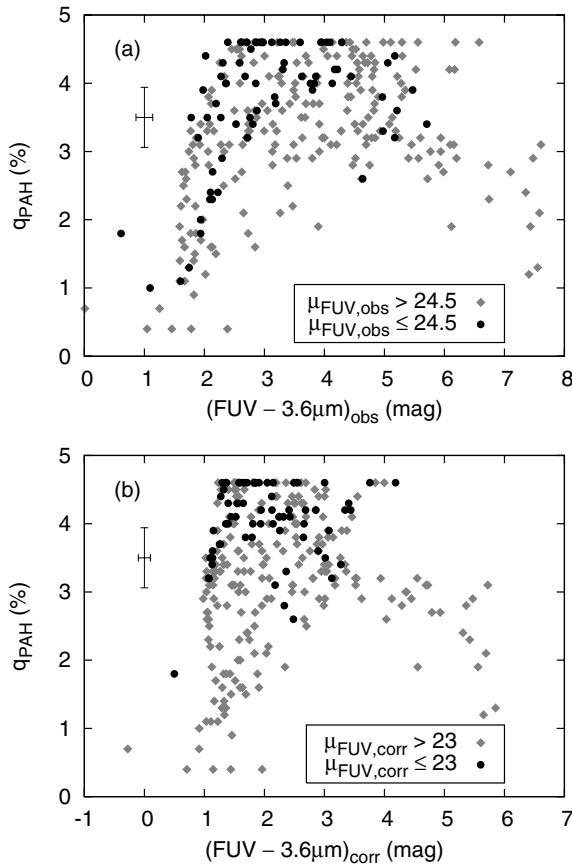 (a)
5
4
3
2
1
0
q_PAH (%)
μ_FUV,obs > 24.5
μ_FUV,obs ≤ 24.5
0 1 2 3 4 5 6 7 8
(FUV − 3.6μm)_obs (mag)
(b)
5
4
3
2
1
0
q_PAH (%)
μ_FUV,corr > 23
μ_FUV,corr ≤ 23
-1 0 1 2 3 4 5 6 7
(FUV − 3.6μm)_corr (mag)